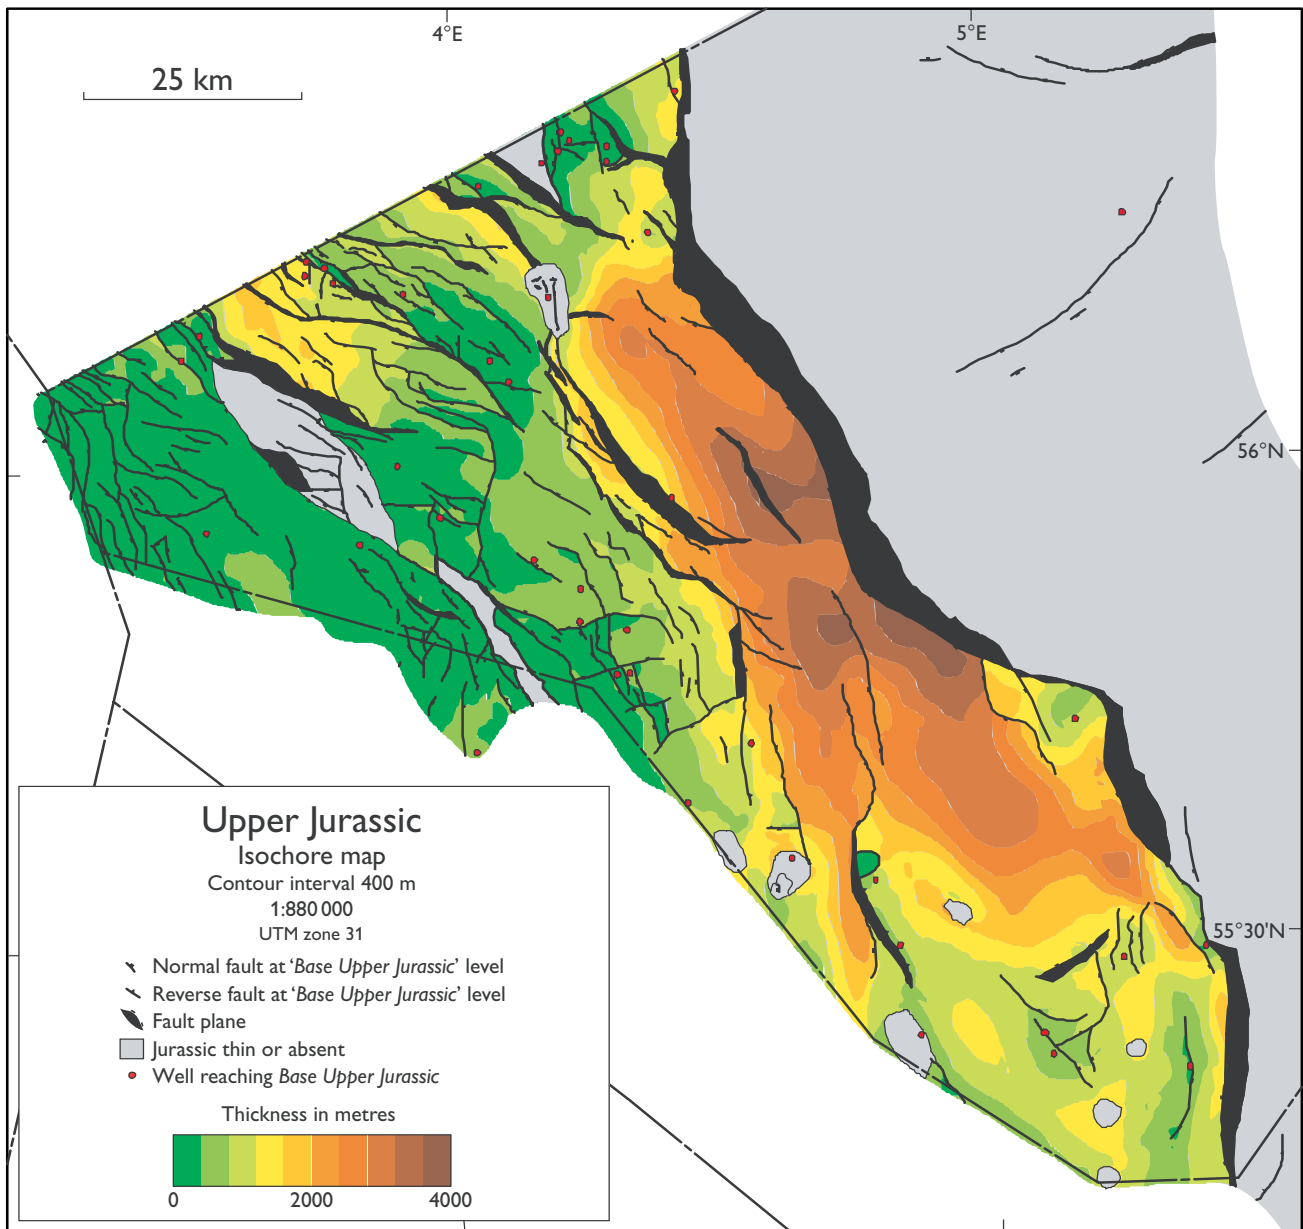 4°E
5°E
25 km
56°N
55°30'N
Upper Jurassic
Isochore map
Contour interval 400 m
1:880 000
UTM zone 31
Normal fault at ‘Base Upper Jurassic’ level
Reverse fault at ‘Base Upper Jurassic’ level
Fault plane
Jurassic thin or absent
Well reaching Base Upper Jurassic
Thickness in metres
0 2000 4000